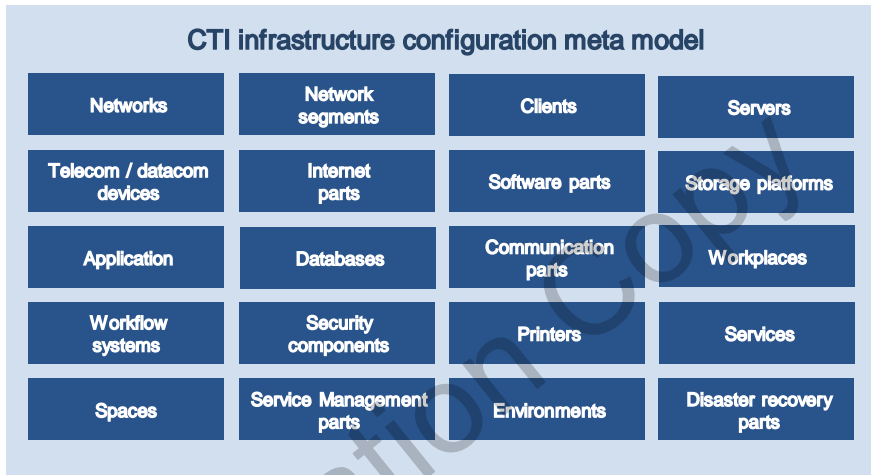 CTI infrastructure configuration meta model
Networks
Network
segments
Clients
Servers
Telecom / datacom
devices
Internet
parts
Software parts
Storage platforms
Application
Databases
Communication
parts
Workplaces
Workflow
systems
Security
components
Printers
Services
Spaces
Service Management
parts
Environments
Disaster recovery
parts
Copy